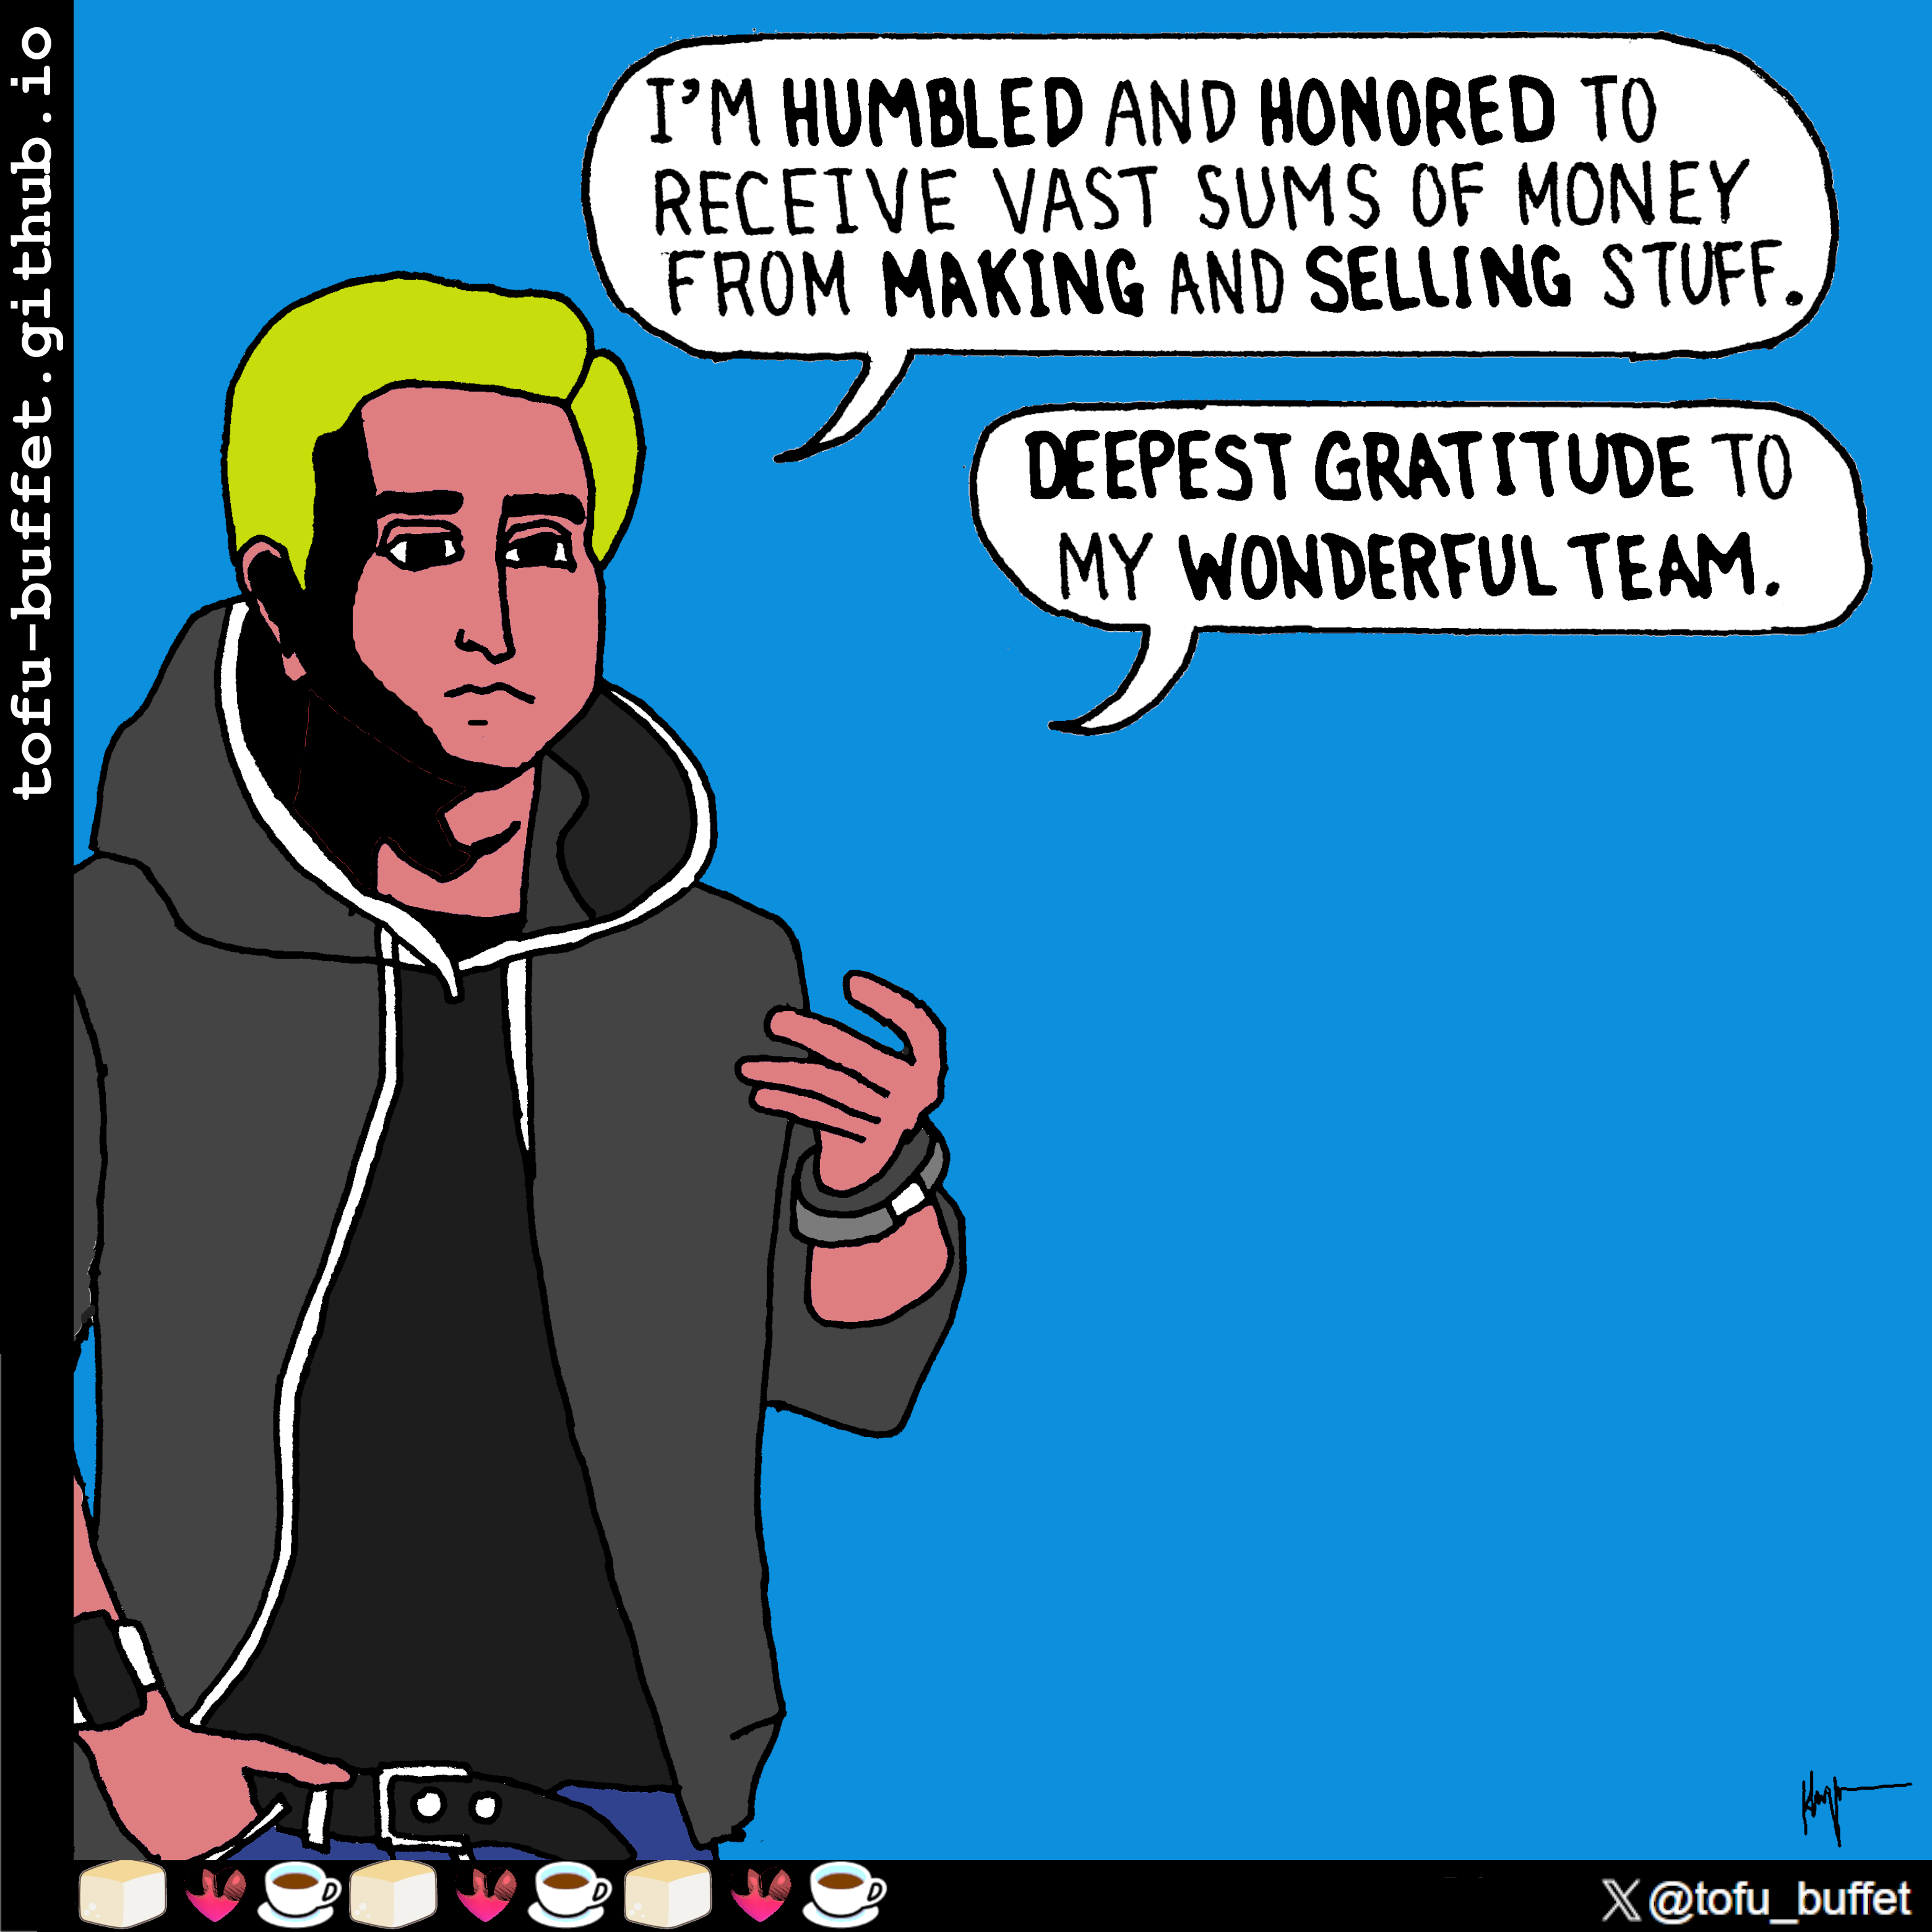 tofu-buffet.github.io
I'M HUMBLED AND HONORED TO
RECEIVE VAST SUMS OF MONEY
FROM MAKING AND SELLING STUFF.
DEEPEST GRATITUDE TO
MY WONDERFUL TEAM.
𝕏 @tofu_buffet